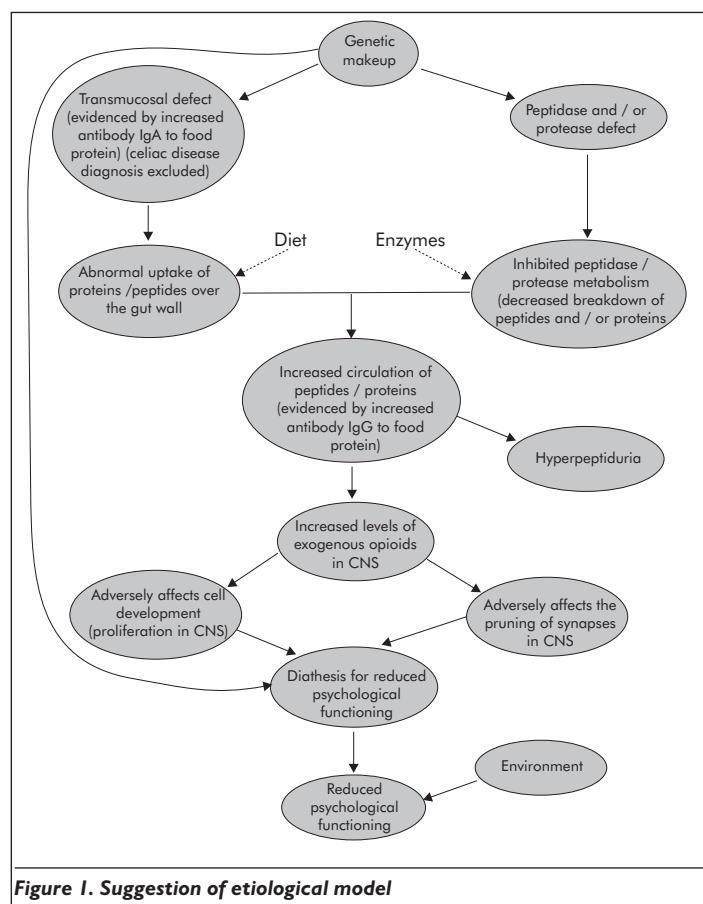 Genetic
makeup
Transmucosal defect
(evidenced by increased
antibody IgA to food
protein) (celiac disease
diagnosis excluded)
Peptidase and / or
protease defect
Diet
Enzymes
Abnormal uptake of
proteins /peptides over
the gut wall
Inhibited peptidase /
protease metabolism
(decreased breakdown of
peptides and / or proteins
Increased circulation of
peptides / proteins
(evidenced by increased
antibody IgG to food
protein)
Hyperpeptiduria
Increased levels of
exogenous opioids
in CNS
Adversely affects cell
development
(proliferation in CNS)
Adversely affects the
pruning of synapses
in CNS
Diathesis for reduced
psychological
functioning
Environment
Reduced
psychological
functioning
Figure 1. Suggestion of etiological model